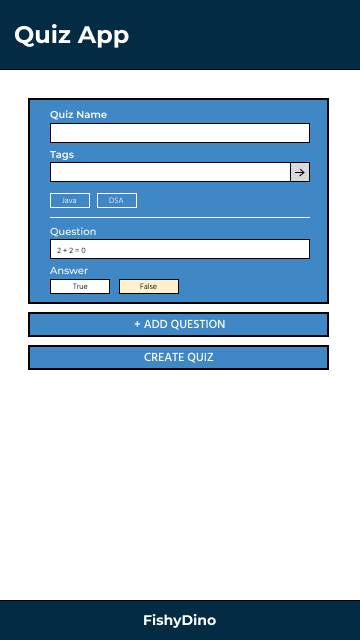 Quiz App
Quiz Name
Tags
→
Java DSA
Question
2 + 2 = 0
Answer
True False
+ ADD QUESTION
CREATE QUIZ
FishyDino